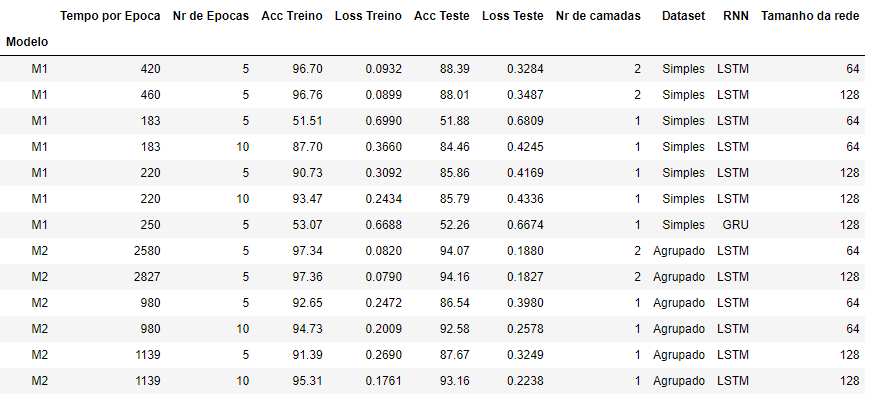 Tempo por Epoca Nr de Epocas Acc Treino Loss Treino Acc Teste Loss Teste Nr de camadas Dataset RNN Tamanho da rede
Modelo
M1 420 5 96.70 0.0932 88.39 0.3284 2 Simples LSTM 64
M1 460 5 96.76 0.0899 88.01 0.3487 2 Simples LSTM 128
M1 183 5 51.51 0.6990 51.88 0.6809 1 Simples LSTM 64
M1 183 10 87.70 0.3660 84.46 0.4245 1 Simples LSTM 64
M1 220 5 90.73 0.3092 85.86 0.4169 1 Simples LSTM 128
M1 220 10 93.47 0.2434 85.79 0.4336 1 Simples LSTM 128
M1 250 5 53.07 0.6688 52.26 0.6674 1 Simples GRU 128
M2 2580 5 97.34 0.0820 94.07 0.1880 2 Agrupado LSTM 64
M2 2827 5 97.36 0.0790 94.16 0.1827 2 Agrupado LSTM 128
M2 980 5 92.65 0.2472 86.54 0.3980 1 Agrupado LSTM 64
M2 980 10 94.73 0.2009 92.58 0.2578 1 Agrupado LSTM 64
M2 1139 5 91.39 0.2690 87.67 0.3249 1 Agrupado LSTM 128
M2 1139 10 95.31 0.1761 93.16 0.2238 1 Agrupado LSTM 128